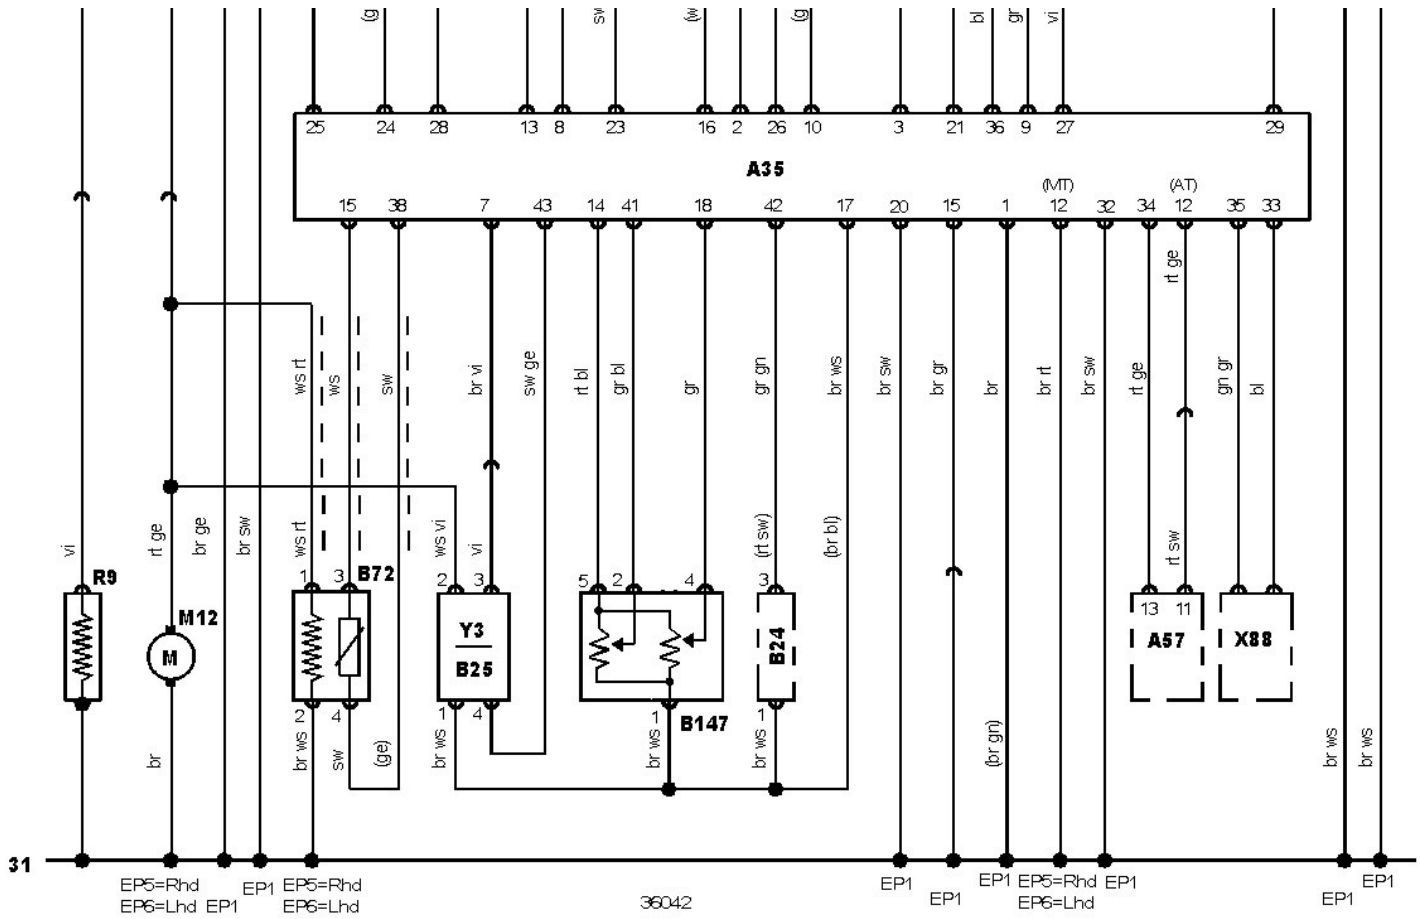 (g
sw
(w
(g
bl
gr
vi
25 24 28 13 8 23 16 2 26 10 3 21 36 9 27 29
A35
(MT) (AT)
15 38 7 43 14 41 18 42 17 20 15 1 12 32 34 12 35 33
rt ge
ws rt
ws
sw
br vi
sw ge
rt bl
gr bl
gr
gr gn
br ws
br sw
br gr
br
br rt
br sw
rt ge
gn gr
bl
vi
rt ge
br ge
br sw
ws rt
ws vi
vi
(rt sw)
(br bl)
rt sw
R9
1 3 B72
2 3
5 2 4
3
M12
M
Y3
B25
B24
13 11
A57
X88
2 4
1 4
1 B147
1
br
br ws
sw
(ge)
br ws
br ws
br ws
(br gn)
br ws
br ws
31
EP5=Rhd
EP6=Lhd
EP1
EP1
EP5=Rhd
EP6=Lhd
36042
EP1
EP1
EP1
EP5=Rhd
EP6=Lhd
EP1
EP1
EP1